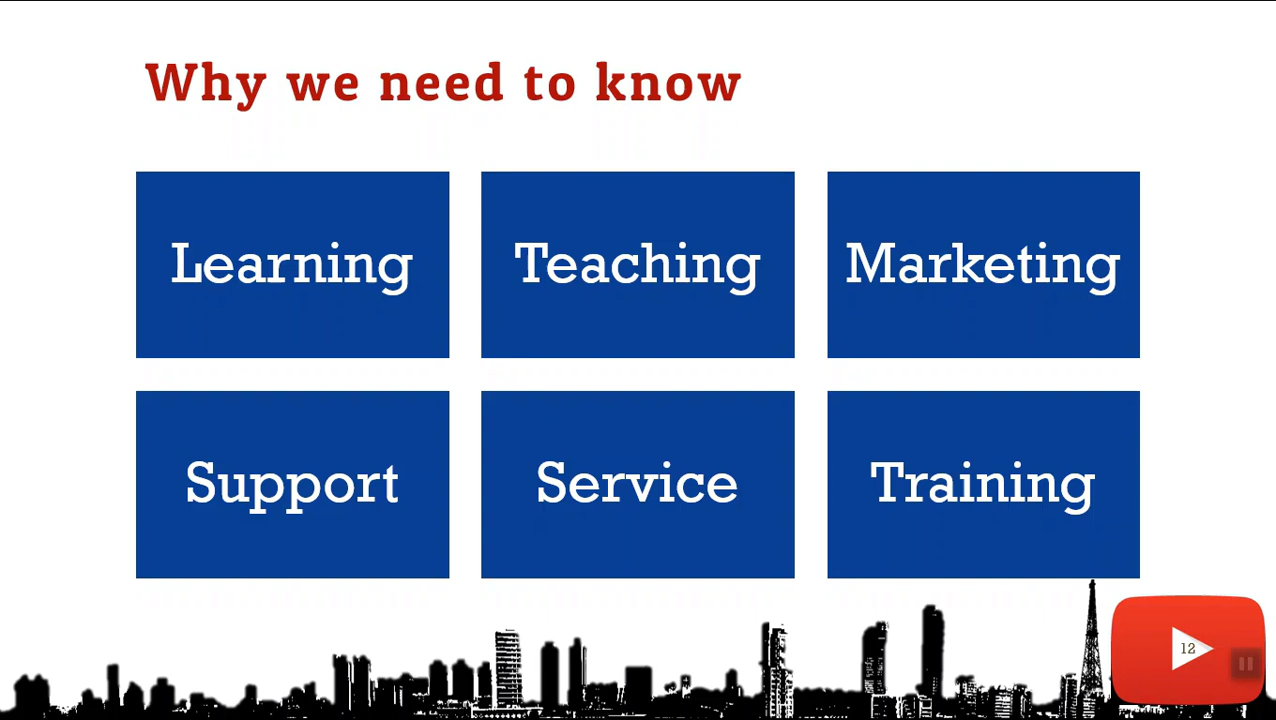 Why we need to know
Learning
Teaching
Marketing
Support
Service
Training
12